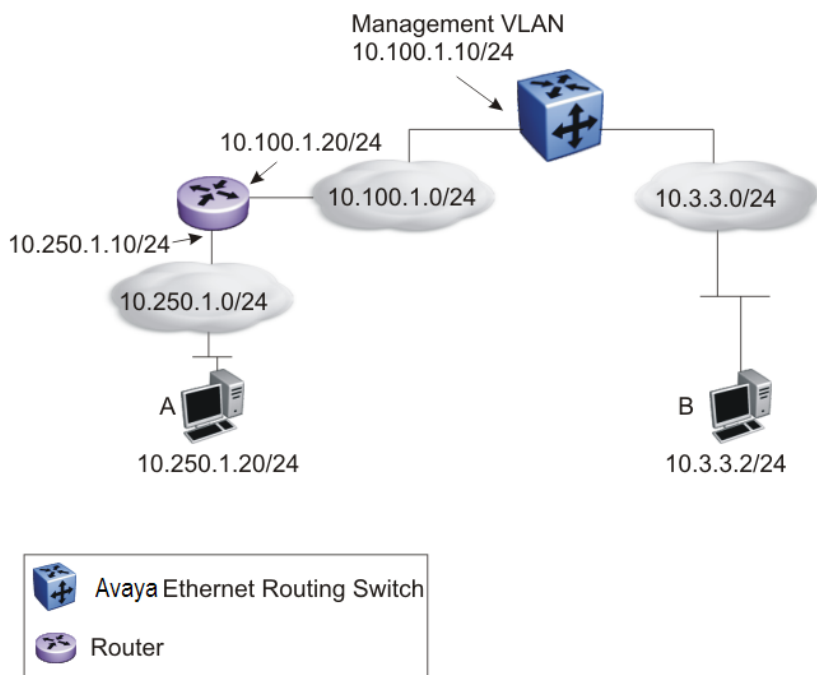 Management VLAN
10.100.1.10/24
10.100.1.20/24
10.100.1.0/24
10.3.3.0/24
10.250.1.10/24
10.250.1.0/24
A
B
10.250.1.20/24
10.3.3.2/24
Avaya Ethernet Routing Switch
Router